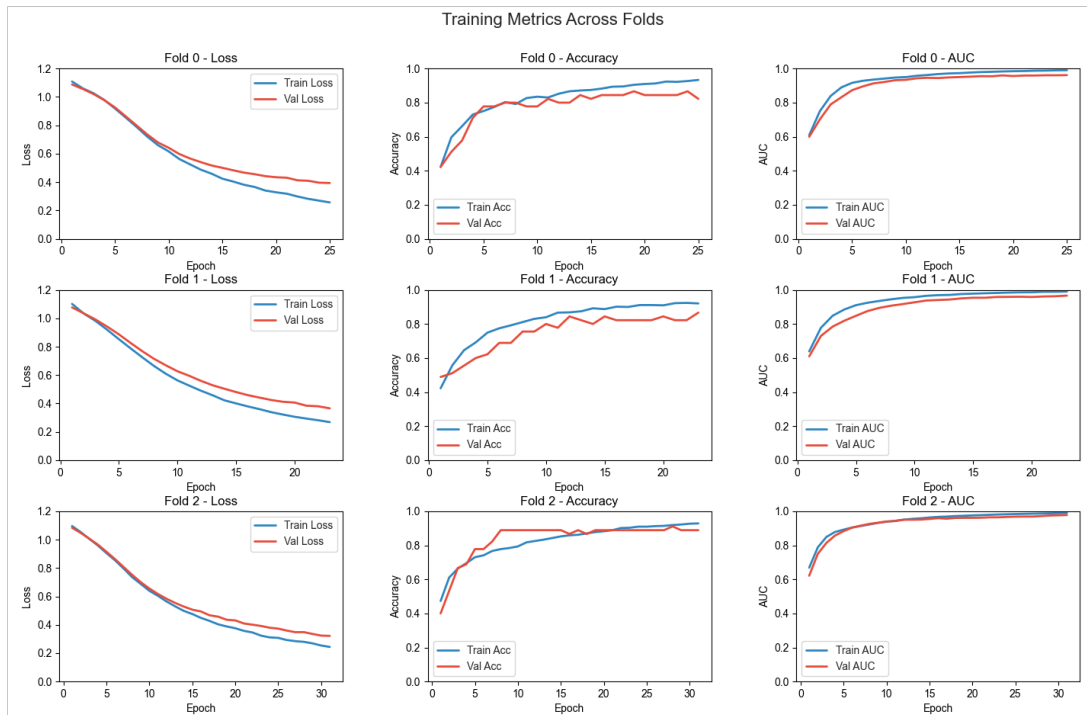 Training Metrics Across Folds
Fold 0 - Loss
1.2
1.0
0.8
0.6
0.4
0.2
0.0
Loss
Train Loss
Val Loss
0 5 10 15 20 25
Epoch
Fold 0 - Accuracy
1.0
0.8
0.6
0.4
0.2
0.0
Accuracy
Train Acc
Val Acc
0 5 10 15 20 25
Epoch
Fold 0 - AUC
1.0
0.8
0.6
0.4
0.2
0.0
AUC
Train AUC
Val AUC
0 5 10 15 20 25
Epoch
Fold 1 - Loss
1.2
1.0
0.8
0.6
0.4
0.2
0.0
Loss
Train Loss
Val Loss
0 5 10 15 20
Epoch
Fold 1 - Accuracy
1.0
0.8
0.6
0.4
0.2
0.0
Accuracy
Train Acc
Val Acc
0 5 10 15 20
Epoch
Fold 1 - AUC
1.0
0.8
0.6
0.4
0.2
0.0
AUC
Train AUC
Val AUC
0 5 10 15 20
Epoch
Fold 2 - Loss
1.2
1.0
0.8
0.6
0.4
0.2
0.0
Loss
Train Loss
Val Loss
0 5 10 15 20 25 30
Epoch
Fold 2 - Accuracy
1.0
0.8
0.6
0.4
0.2
0.0
Accuracy
Train Acc
Val Acc
0 5 10 15 20 25 30
Epoch
Fold 2 - AUC
1.0
0.8
0.6
0.4
0.2
0.0
AUC
Train AUC
Val AUC
0 5 10 15 20 25 30
Epoch